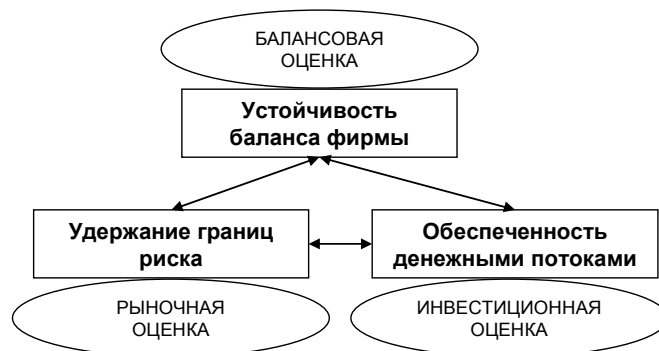 БАЛАНСОВАЯ
ОЦЕНКА
Устойчивость
баланса фирмы
Удержание границ
риска
Обеспеченность
денежными потоками
РЫНОЧНАЯ
ОЦЕНКА
ИНВЕСТИЦИОННАЯ
ОЦЕНКА